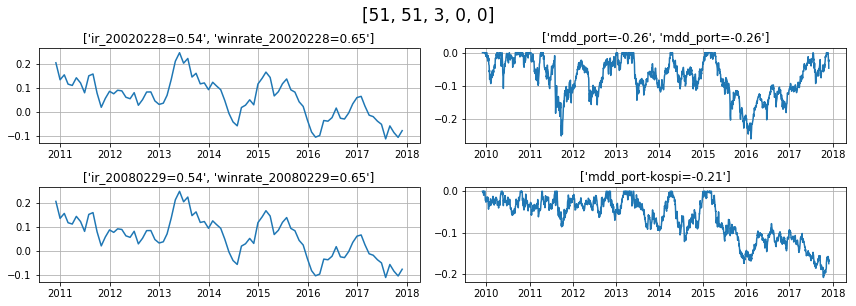 [51, 51, 3, 0, 0]
['ir_20020228=0.54', 'winrate_20020228=0.65']
0.2
0.1
0.0
−0.1
2011 2012 2013 2014 2015 2016 2017 2018
['mdd_port=-0.26', 'mdd_port=-0.26']
0.0
−0.1
−0.2
2010 2011 2012 2013 2014 2015 2016 2017 2018
['ir_20080229=0.54', 'winrate_20080229=0.65']
0.2
0.1
0.0
−0.1
2011 2012 2013 2014 2015 2016 2017 2018
['mdd_port-kospi=-0.21']
0.0
−0.1
−0.2
2010 2011 2012 2013 2014 2015 2016 2017 2018